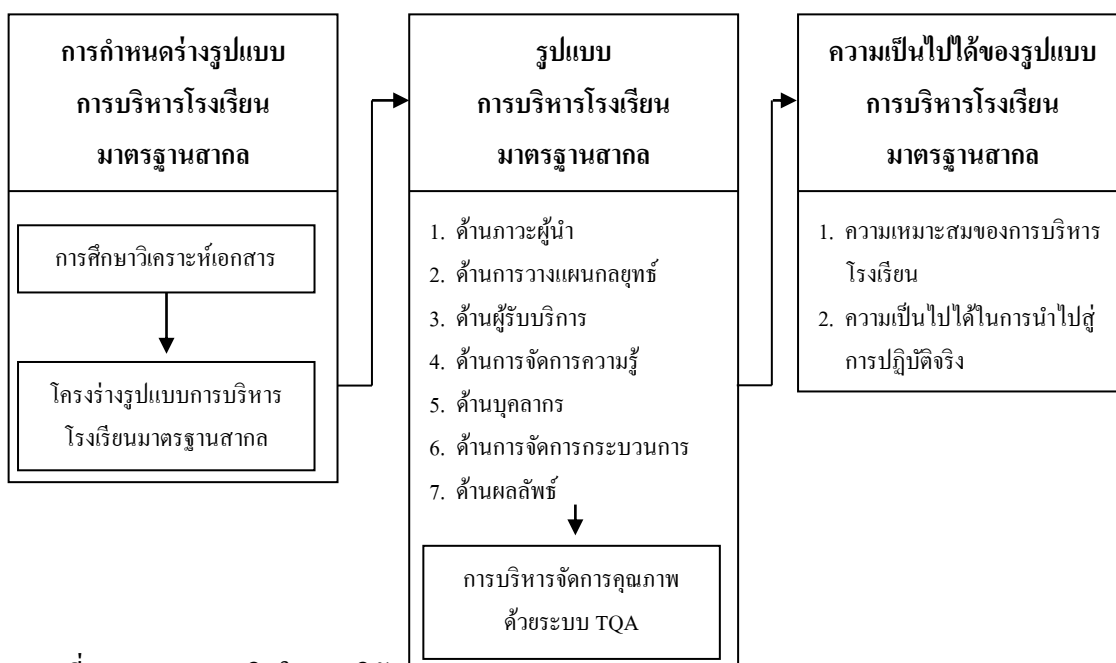 การกำหนดร่างรูปแบบ
การบริหารโรงเรียน
มาตรฐานสากล
การศึกษาวิเคราะห์เอกสาร
โครงร่างรูปแบบการบริหาร
โรงเรียนมาตรฐานสากล
รูปแบบ
การบริหารโรงเรียน
มาตรฐานสากล
1. ด้านภาวะผู้นำ
2. ด้านการวางแผนกลยุทธ์
3. ด้านผู้รับบริการ
4. ด้านการจัดการความรู้
5. ด้านบุคลากร
6. ด้านการจัดการกระบวนการ
7. ด้านผลลัพธ์
การบริหารจัดการคุณภาพ
ด้วยระบบ TQA
ความเป็นไปได้ของรูปแบบ
การบริหารโรงเรียน
มาตรฐานสากล
1. ความเหมาะสมของการบริหาร
โรงเรียน
2. ความเป็นไปได้ในการนำไปสู่
การปฏิบัติจริง